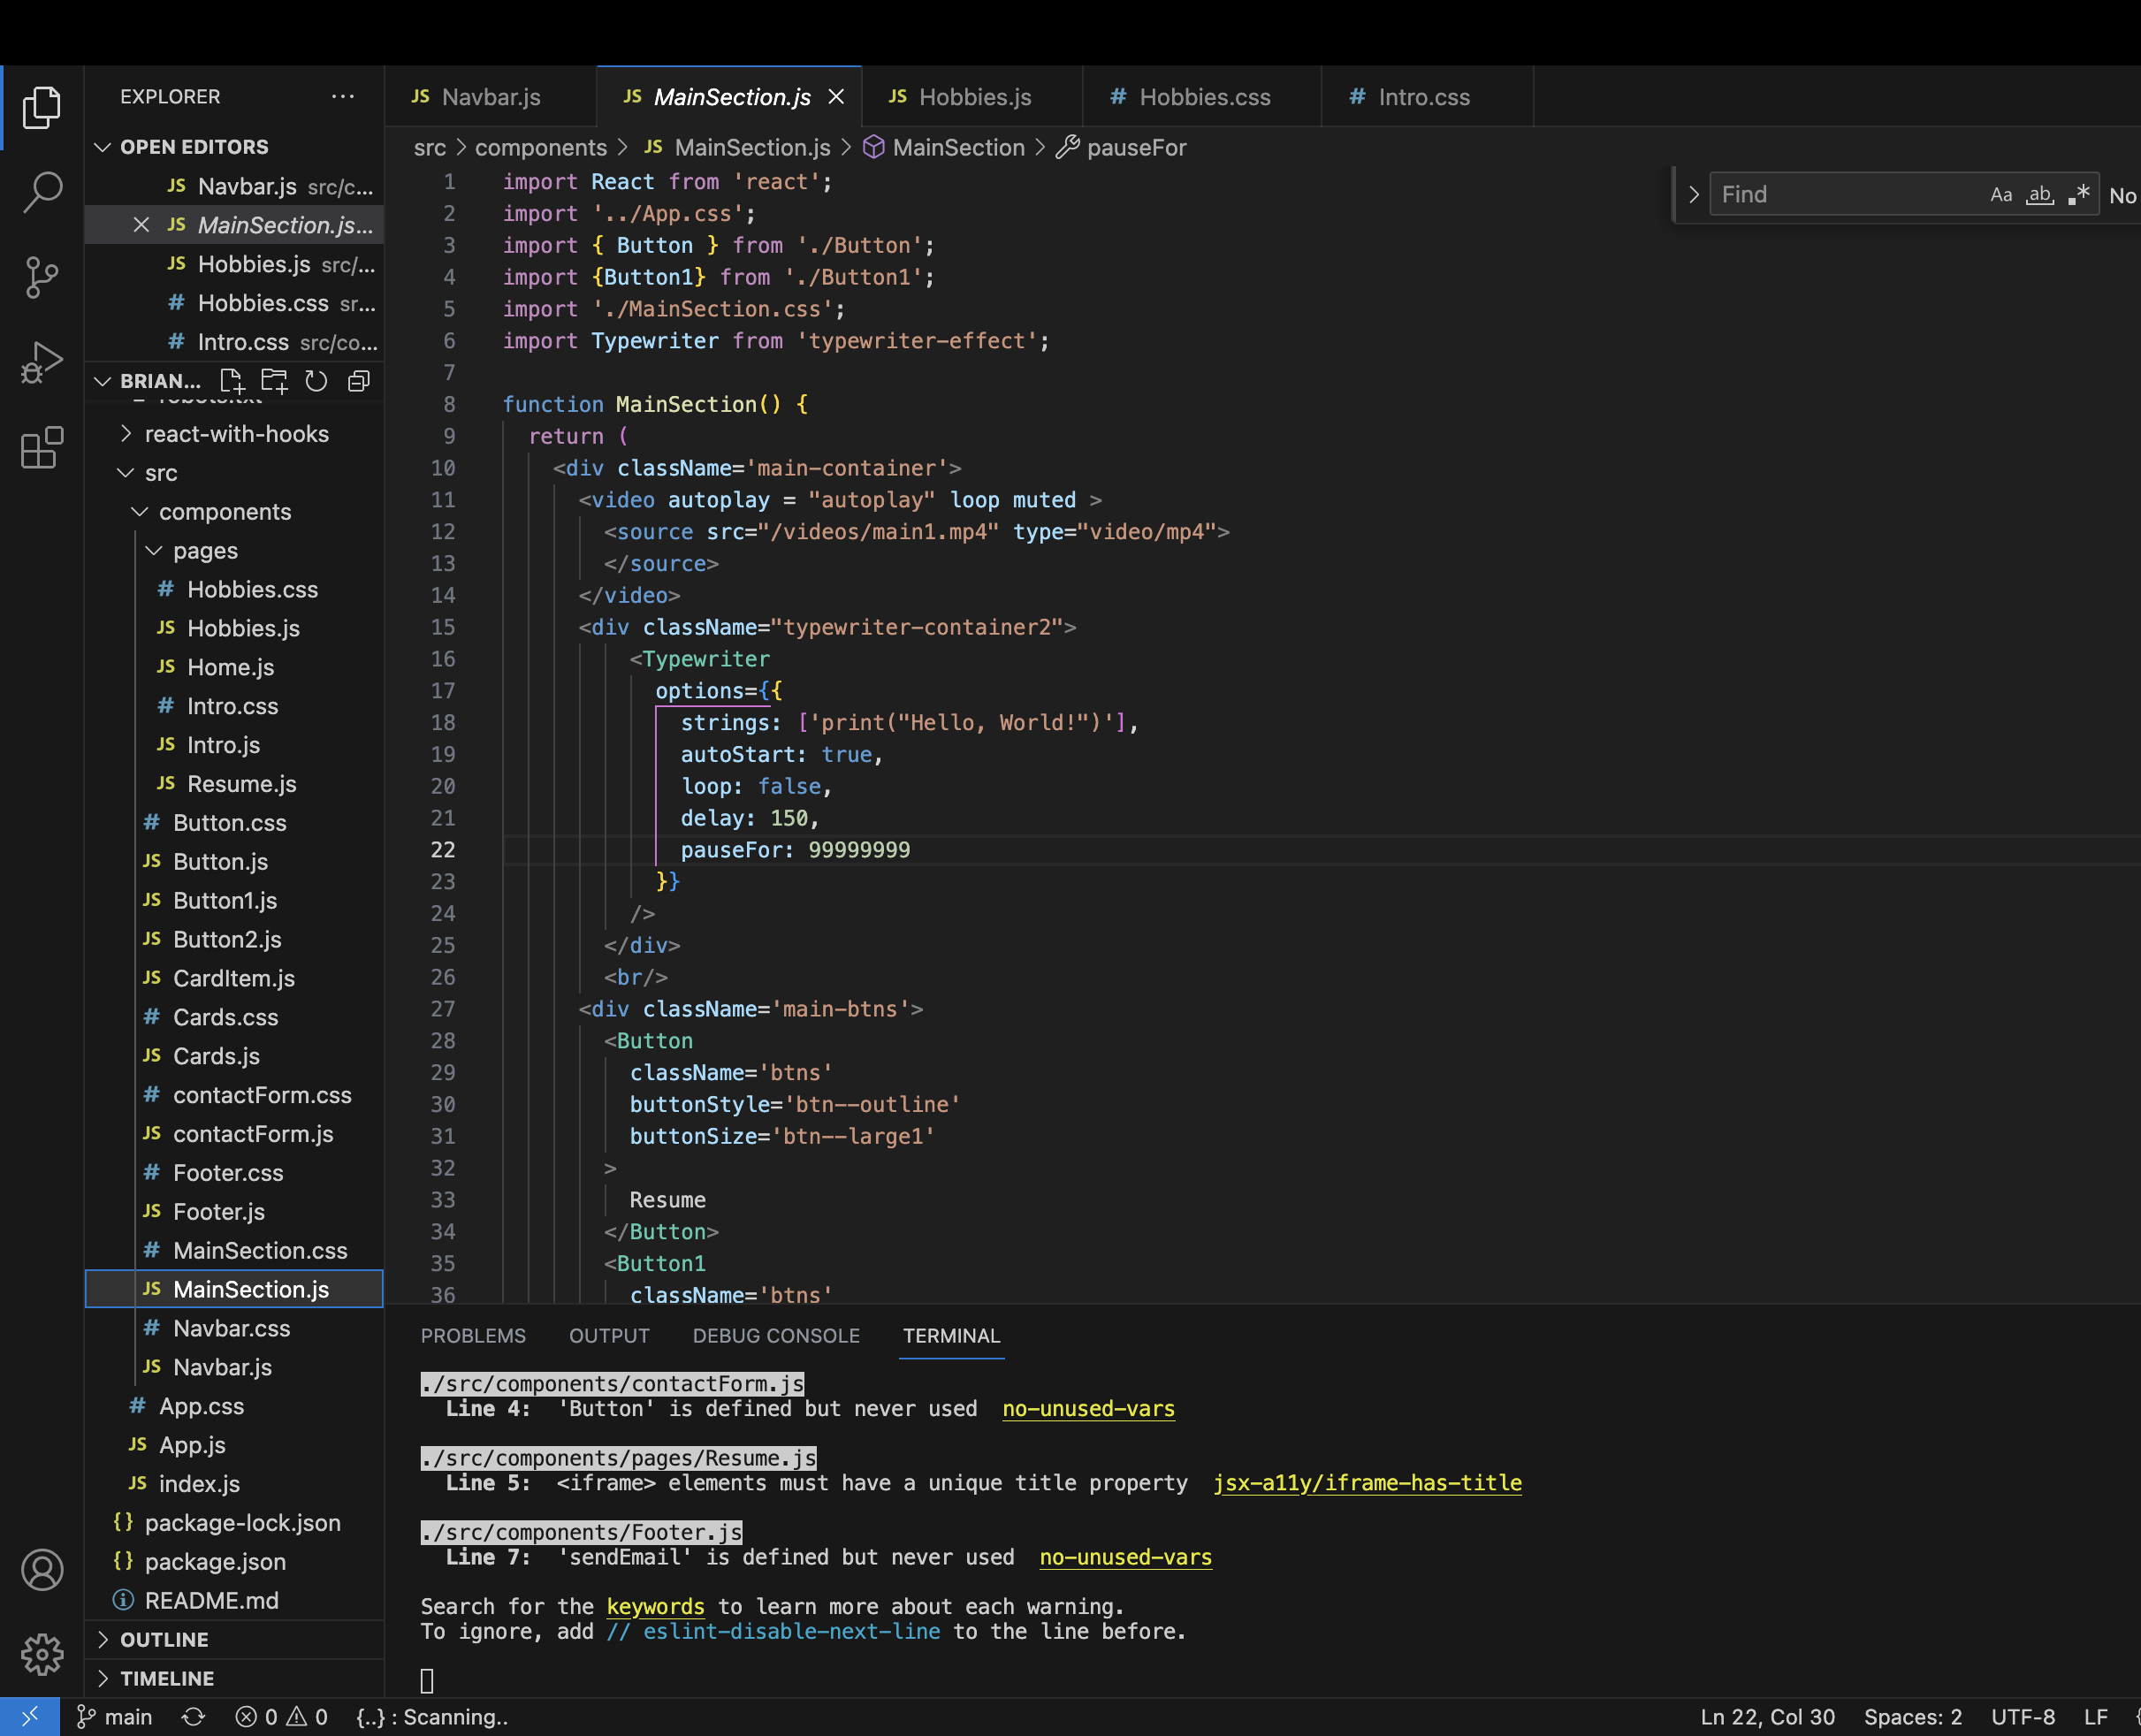 EXPLORER
OPEN EDITORS
JS Navbar.js src/c...
JS MainSection.js...
JS Hobbies.js src/...
# Hobbies.css sr...
# Intro.css src/co...
BRIAN...
robots.txt
react-with-hooks
src
components
pages
# Hobbies.css
JS Hobbies.js
JS Home.js
# Intro.css
JS Intro.js
JS Resume.js
# Button.css
JS Button.js
JS Button1.js
JS Button2.js
JS CardItem.js
# Cards.css
JS Cards.js
# contactForm.css
JS contactForm.js
# Footer.css
JS Footer.js
# MainSection.css
JS MainSection.js
# Navbar.css
JS Navbar.js
# App.css
JS App.js
JS index.js
{} package-lock.json
{} package.json
README.md
OUTLINE
TIMELINE
JS Navbar.js JS MainSection.js JS Hobbies.js # Hobbies.css # Intro.css
src > components > JS MainSection.js > MainSection > pauseFor
Find Aa ab .* No
1 import React from 'react';
2 import '../App.css';
3 import { Button } from './Button';
4 import {Button1} from './Button1';
5 import './MainSection.css';
6 import Typewriter from 'typewriter-effect';
7
8 function MainSection() {
9 return (
10 <div className='main-container'>
11 <video autoplay = "autoplay" loop muted >
12 <source src="/videos/main1.mp4" type="video/mp4">
13 </source>
14 </video>
15 <div className="typewriter-container2">
16 <Typewriter
17 options={{
18 strings: ['print("Hello, World!")'],
19 autoStart: true,
20 loop: false,
21 delay: 150,
22 pauseFor: 99999999
23 }}
24 />
25 </div>
26 <br/>
27 <div className='main-btns'>
28 <Button
29 className='btns'
30 buttonStyle='btn--outline'
31 buttonSize='btn--large1'
32 >
33 Resume
34 </Button>
35 <Button1
36 className='btns'
PROBLEMS OUTPUT DEBUG CONSOLE TERMINAL
./src/components/contactForm.js
Line 4: 'Button' is defined but never used no-unused-vars
./src/components/pages/Resume.js
Line 5: <iframe> elements must have a unique title property jsx-a11y/iframe-has-title
./src/components/Footer.js
Line 7: 'sendEmail' is defined but never used no-unused-vars
Search for the keywords to learn more about each warning.
To ignore, add // eslint-disable-next-line to the line before.
main 0 0 {..} : Scanning.. Ln 22, Col 30 Spaces: 2 UTF-8 LF